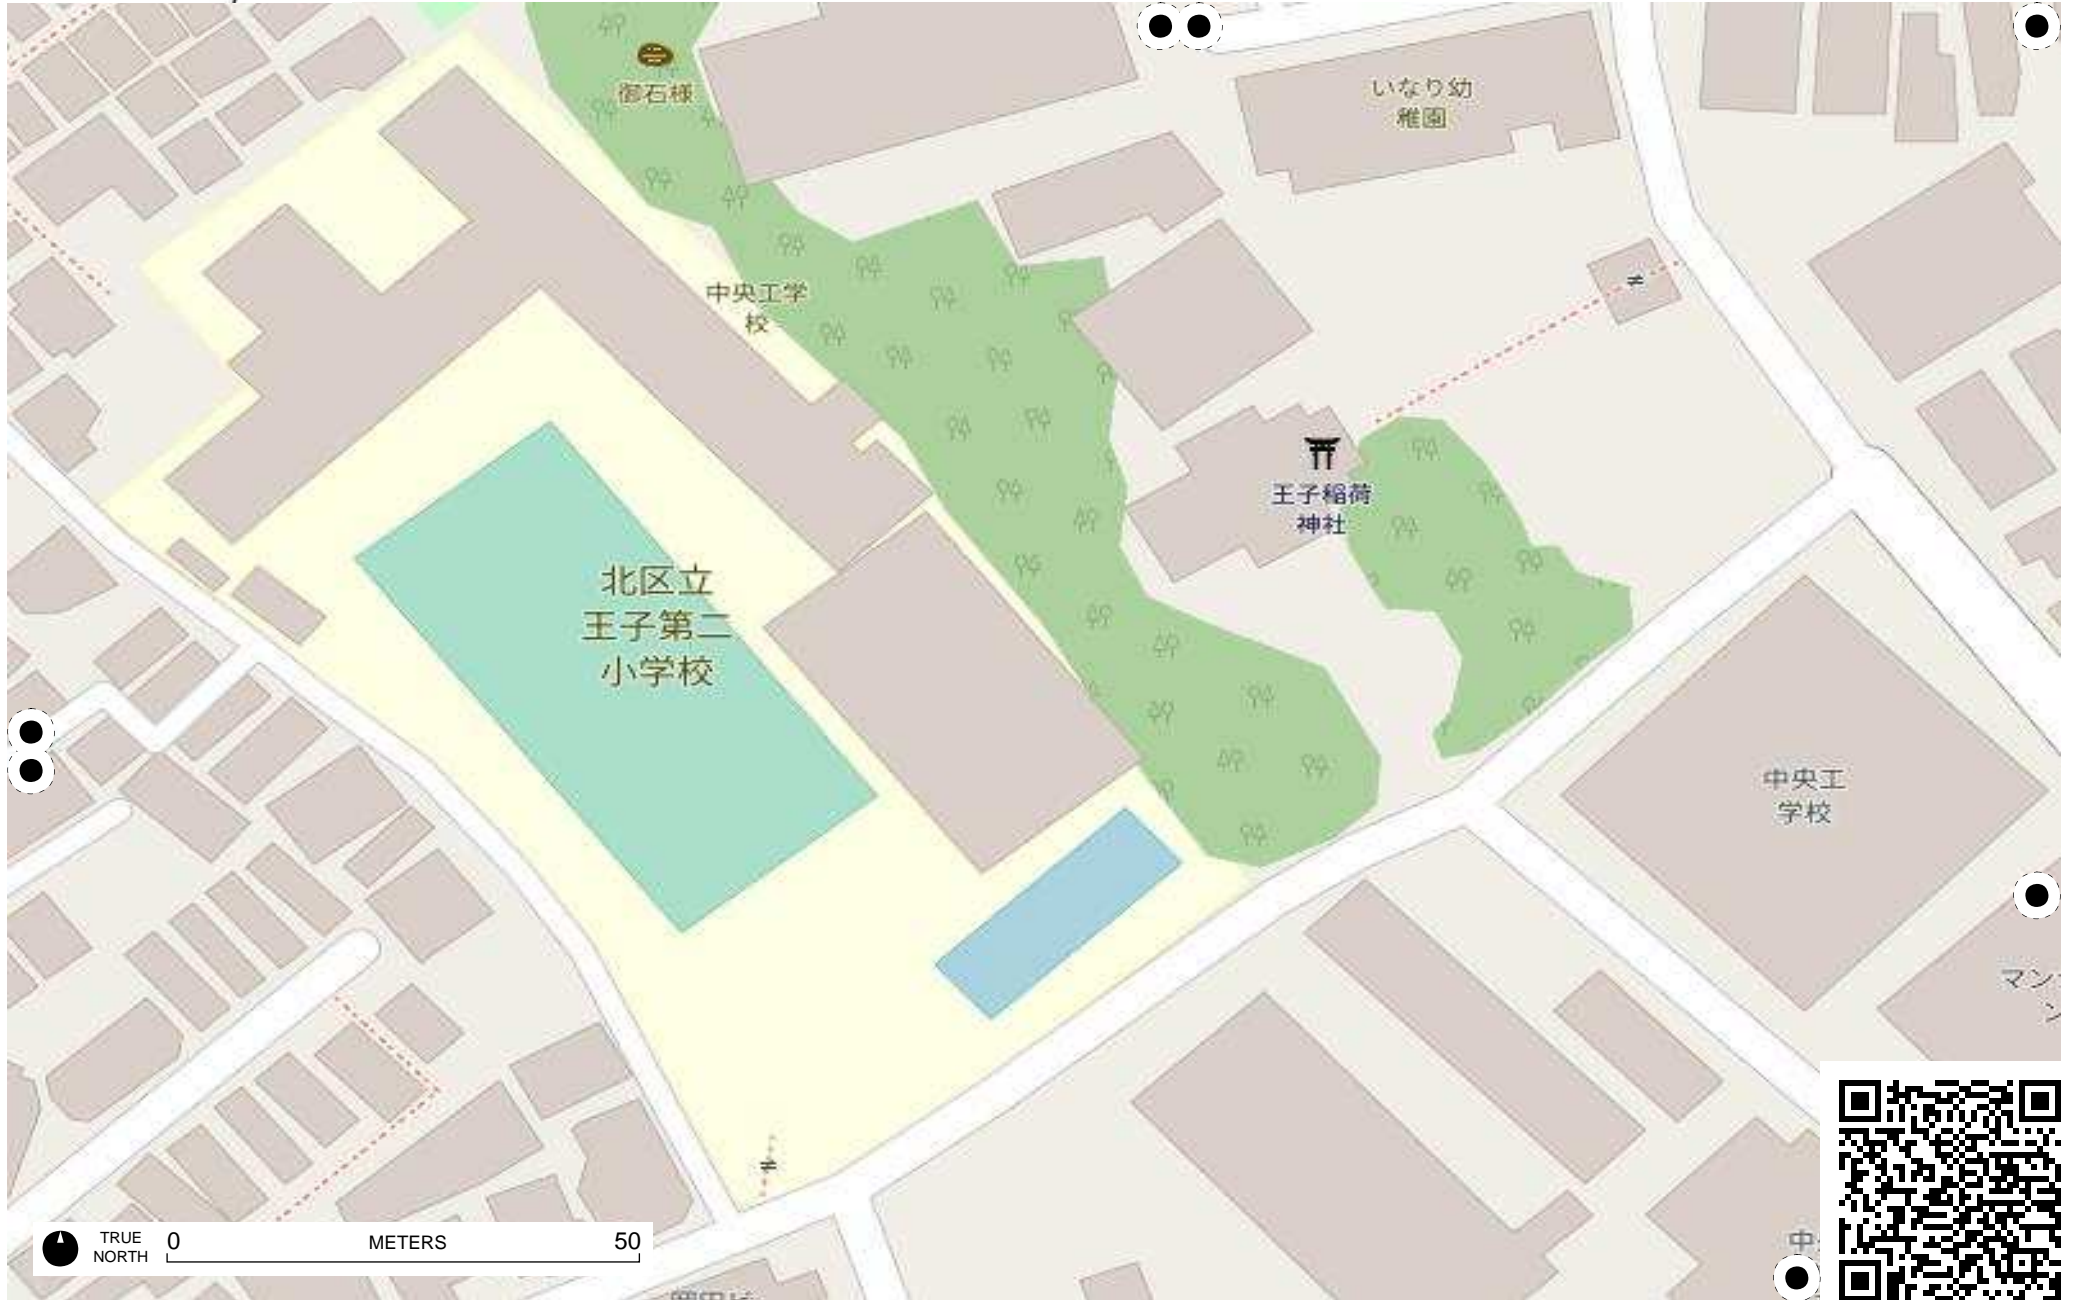 御石様
いなり幼
稚園
中央工学
校
王子稲荷
神社
北区立
王子第二
小学校
中央工
学校
マン
TRUE
NORTH
0
METERS
50